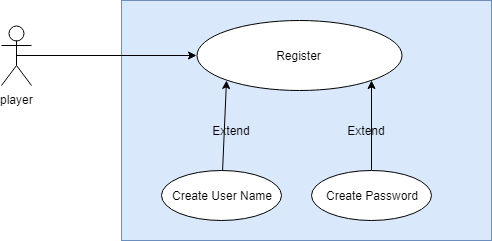 Register
player
Extend
Extend
Create User Name
Create Password